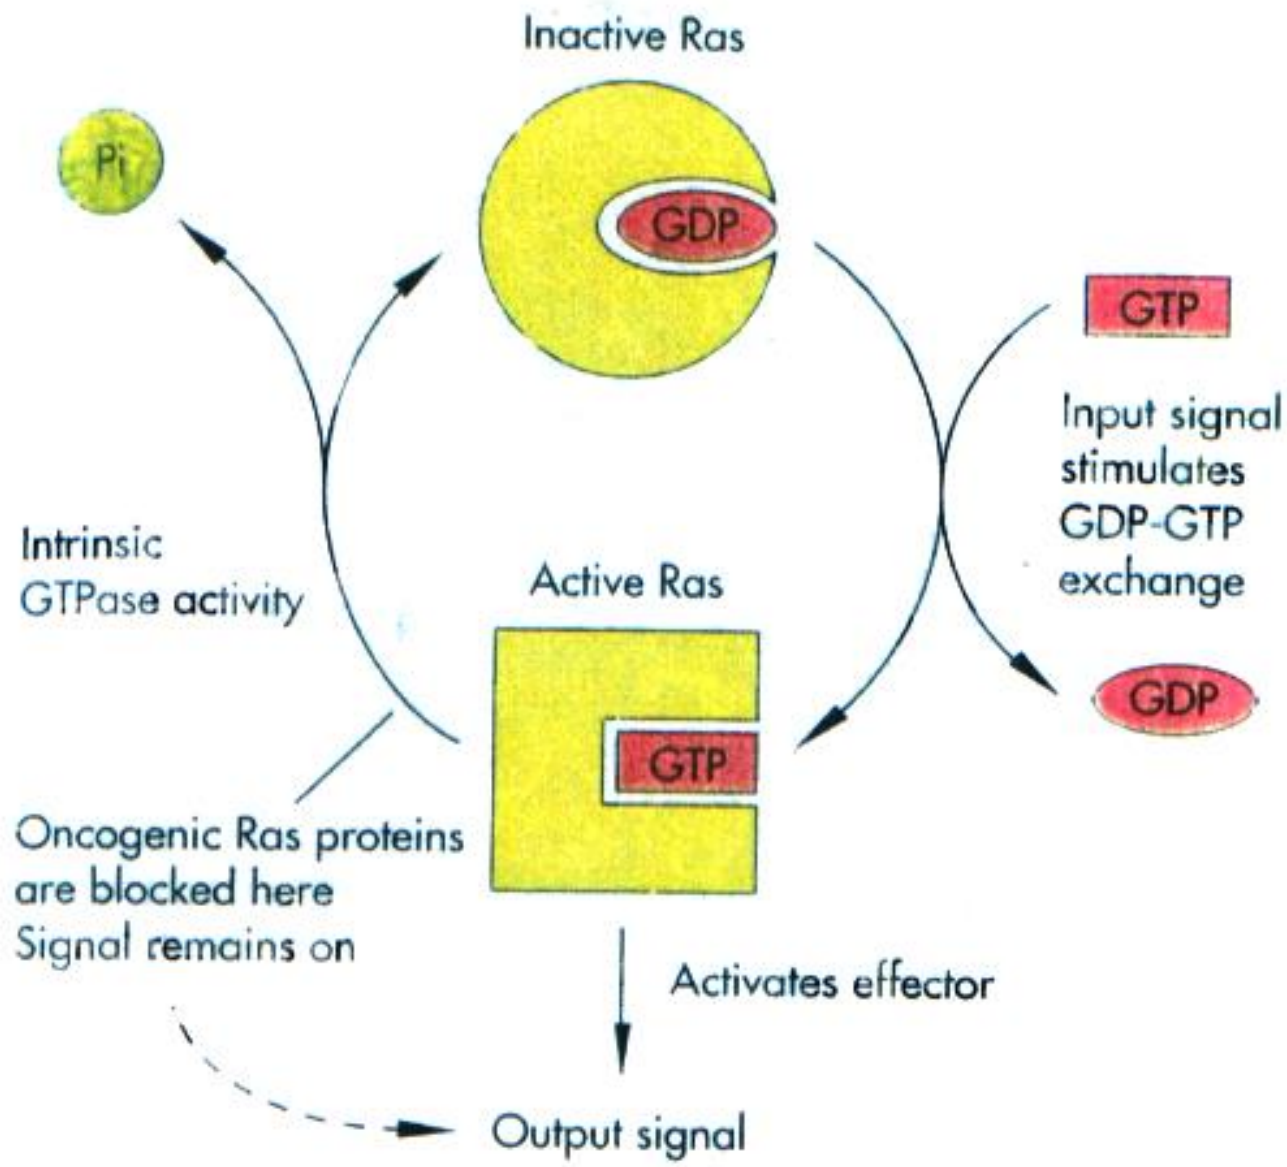 Inactive Ras
Pi
GDP
GTP
Input signal
stimulates
GDP-GTP
exchange
Intrinsic
GTPase activity
Active Ras
GDP
GTP
Oncogenic Ras proteins
are blocked here
Signal remains on
Activates effector
Output signal